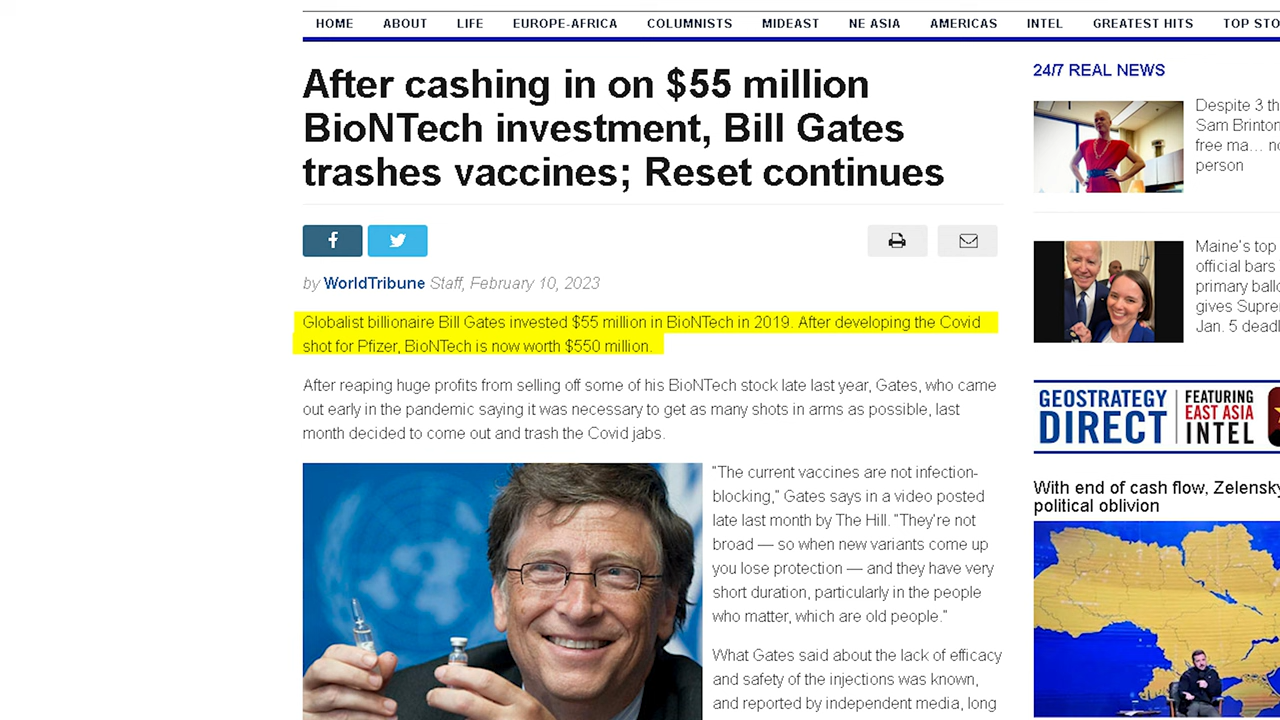 HOME ABOUT LIFE EUROPE-AFRICA COLUMNISTS MIDEAST NE ASIA AMERICAS INTEL GREATEST HITS TOP STO
After cashing in on $55 million
BioNTech investment, Bill Gates
trashes vaccines; Reset continues
by WorldTribune Staff, February 10, 2023
Globalist billionaire Bill Gates invested $55 million in BioNTech in 2019. After developing the Covid
shot for Pfizer, BioNTech is now worth $550 million.
After reaping huge profits from selling off some of his BioNTech stock late last year, Gates, who came
out early in the pandemic saying it was necessary to get as many shots in arms as possible, last
month decided to come out and trash the Covid jabs.
"The current vaccines are not infection-
blocking," Gates says in a video posted
late last month by The Hill. "They're not
broad — so when new variants come up
you lose protection — and they have very
short duration, particularly in the people
who matter, which are old people."
What Gates said about the lack of efficacy
and safety of the injections was known,
and reported by independent media, long
24/7 REAL NEWS
Despite 3 th
Sam Brinton
free ma... no
person
Maine's top
official bars
primary ballo
gives Supre
Jan. 5 deadl
GEOSTRATEGY
DIRECT
FEATURING
EAST ASIA
INTEL
With end of cash flow, Zelensky
political oblivion